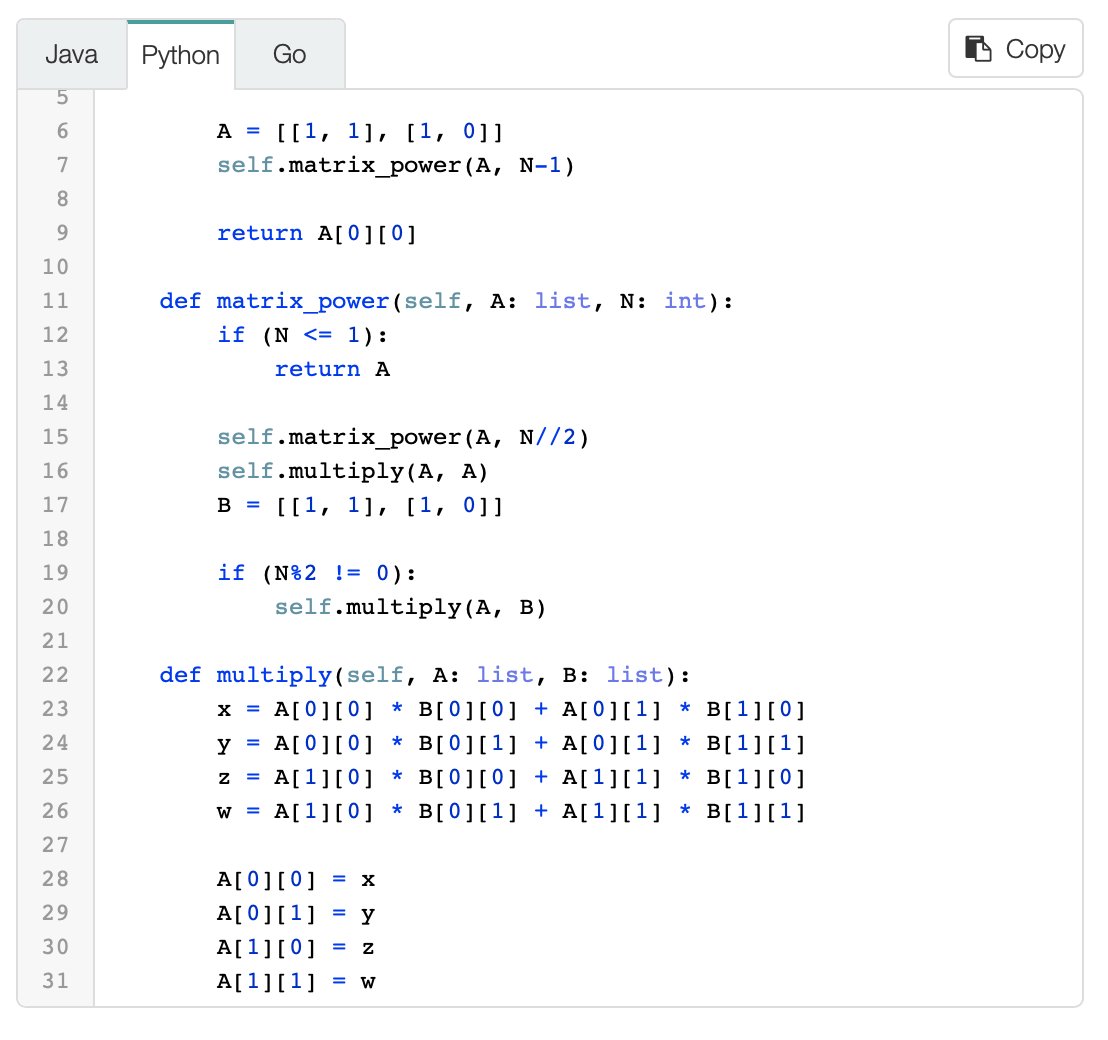 Java Python Go Copy
5
6 A = [[1, 1], [1, 0]]
7 self.matrix_power(A, N-1)
8
9 return A[0][0]
10
11 def matrix_power(self, A: list, N: int):
12 if (N <= 1):
13 return A
14
15 self.matrix_power(A, N//2)
16 self.multiply(A, A)
17 B = [[1, 1], [1, 0]]
18
19 if (N%2 != 0):
20 self.multiply(A, B)
21
22 def multiply(self, A: list, B: list):
23 x = A[0][0] * B[0][0] + A[0][1] * B[1][0]
24 y = A[0][0] * B[0][1] + A[0][1] * B[1][1]
25 z = A[1][0] * B[0][0] + A[1][1] * B[1][0]
26 w = A[1][0] * B[0][1] + A[1][1] * B[1][1]
27
28 A[0][0] = x
29 A[0][1] = y
30 A[1][0] = z
31 A[1][1] = w